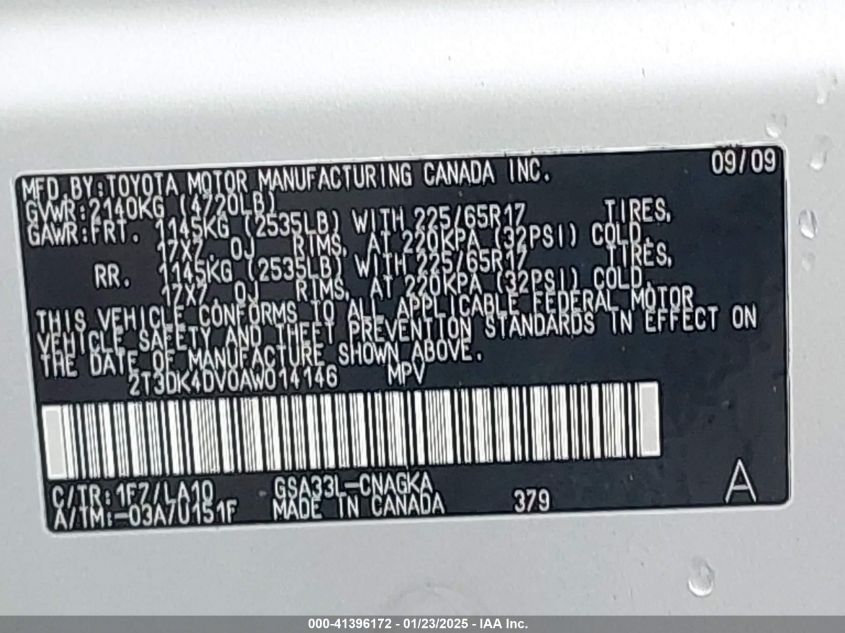 MFD.BY:TOYOTA MOTOR MANUFACTURING CANADA INC. 09/09
GVWR:2140KG (4720LB)
GAWR:FRT. 1145KG (2535LB) WITH 225/65R17 TIRES,
17X7.0J RIMS, AT 220KPA (32PSI) COLD.
RR. 1145KG (2535LB) WITH 225/65R17 TIRES,
17X7.0J RIMS, AT 220KPA (32PSI) COLD.
THIS VEHICLE CONFORMS TO ALL APPLICABLE FEDERAL MOTOR
VEHICLE SAFETY AND THEFT PREVENTION STANDARDS IN EFFECT ON
THE DATE OF MANUFACTURE SHOWN ABOVE.
2T3DK4DV0AW014146 MPV
C/TR:1F7/LA10 GSA33L-CNAGKA
A/TM:-03A/U151F MADE IN CANADA 379 A
000-41396172 - 01/23/2025 - IAA Inc.